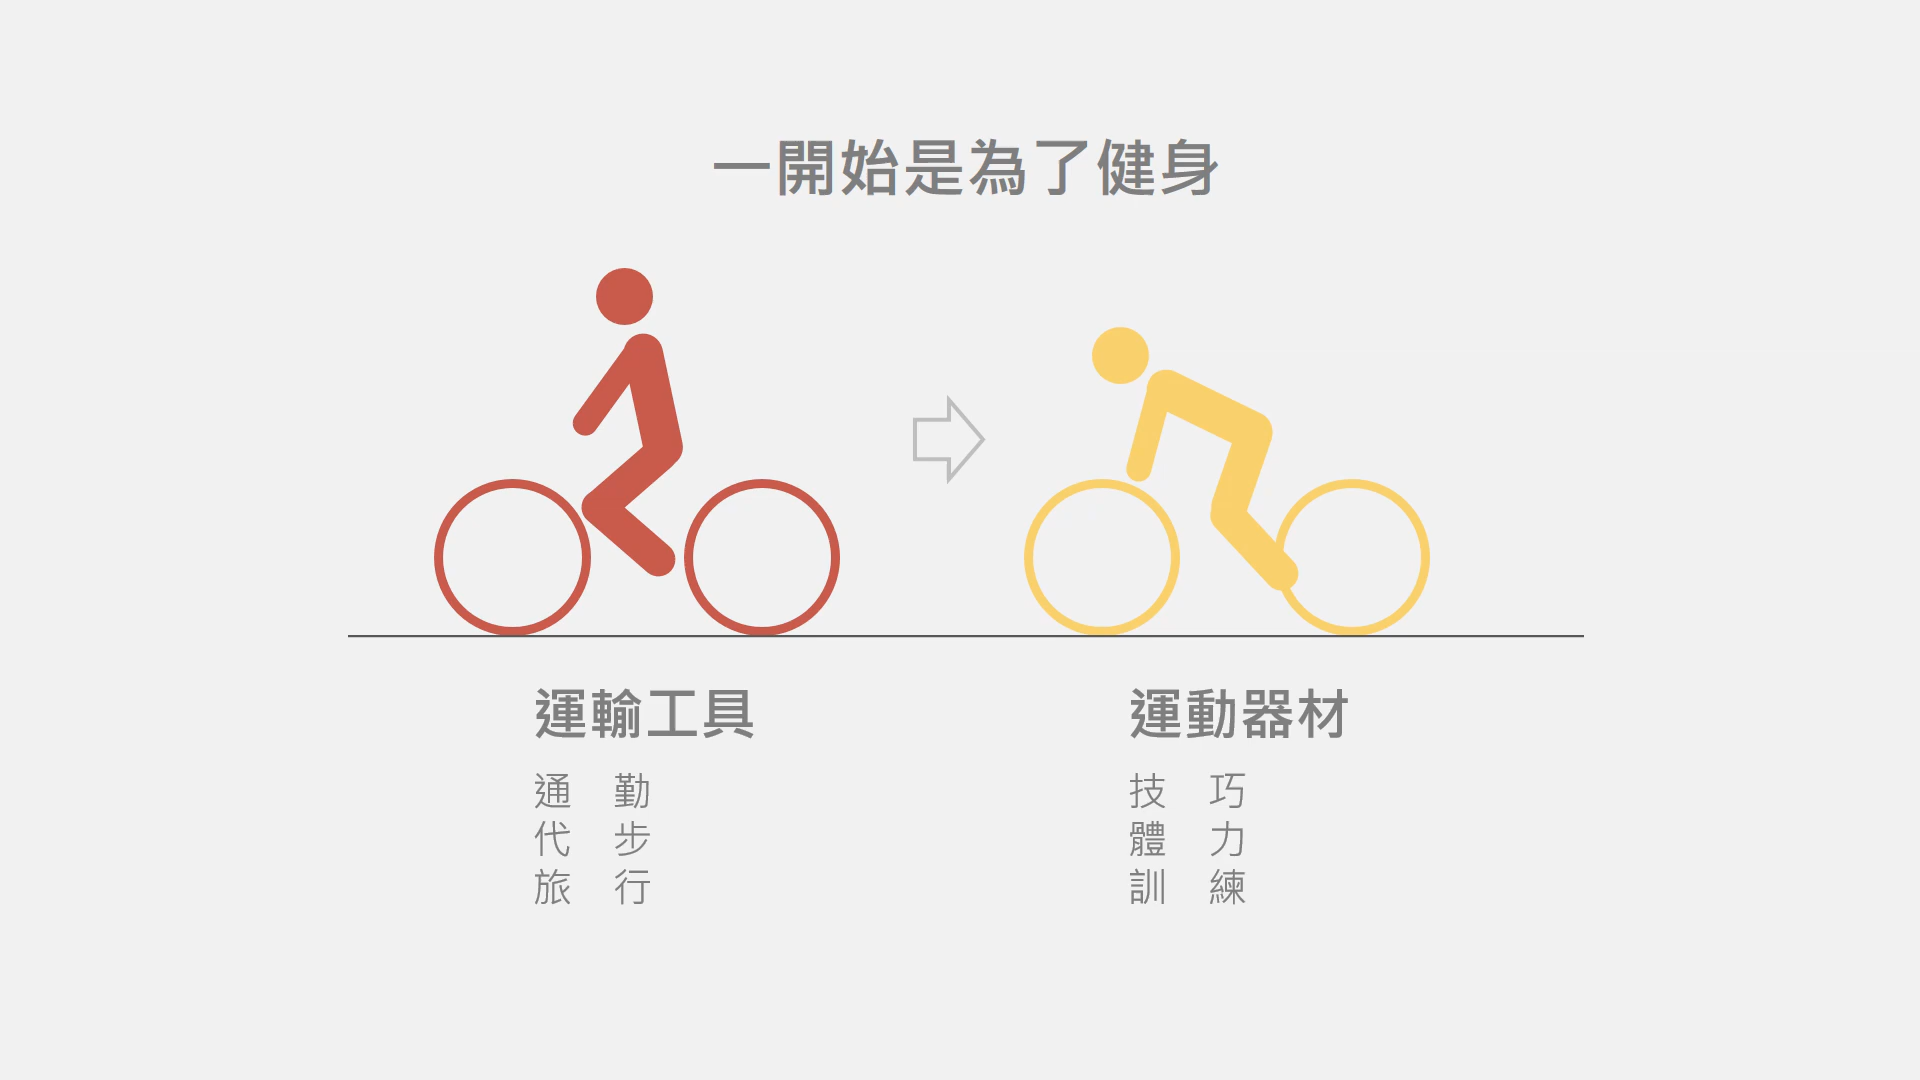 一開始是為了健身
運輸工具
通 勤
代 步
旅 行
運動器材
技 巧
體 力
訓 練